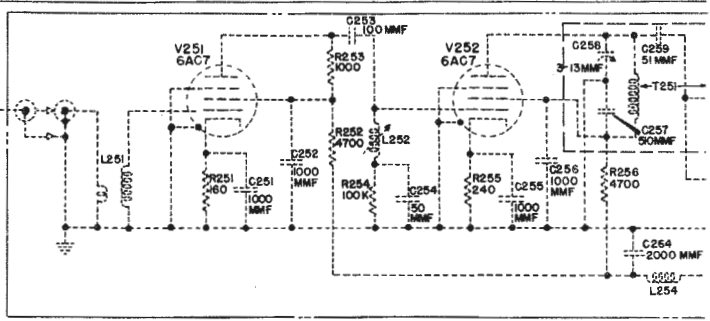 C253
100 MMF
V251
6AC7
V252
6AC7
R253
1000
C258
3-13MMF
C259
51 MMF
T251
C257
510MMF
L251
R252
4700
L252
C252
1000
MMF
C256
1000
MMF
R256
4700
R251
160
C251
1000
MMF
R254
100K
C254
50
MMF
R255
240
C255
1000
MMF
C264
2000 MMF
L254